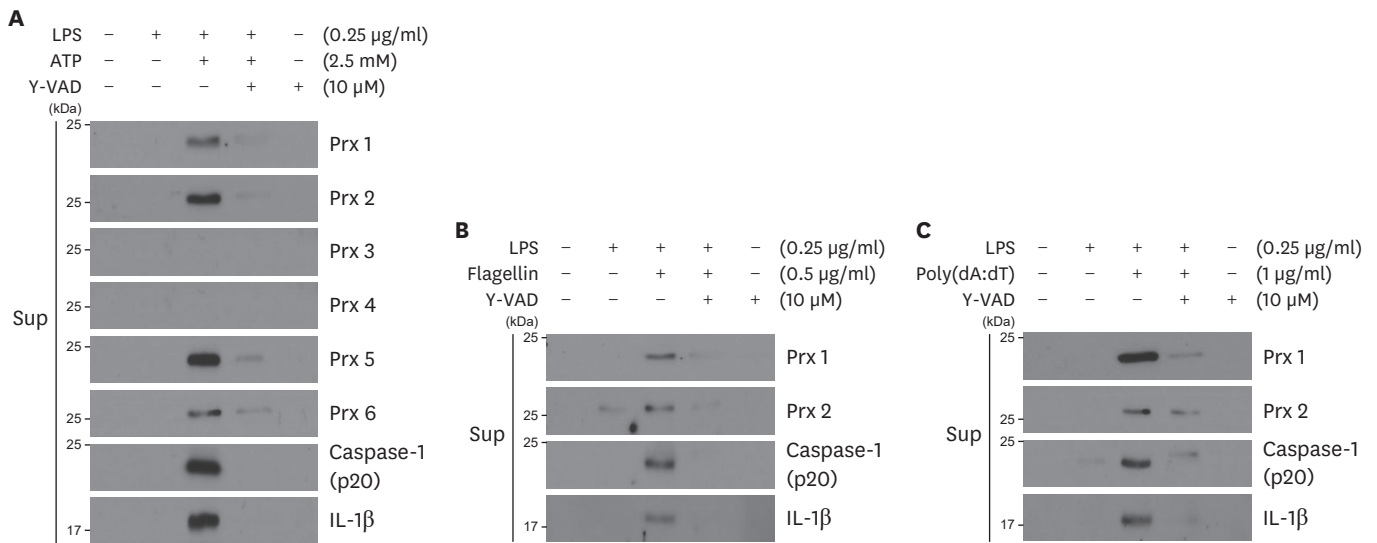 A
LPS – + + + – (0.25 µg/ml)
ATP – – + + – (2.5 mM)
Y-VAD – – – + + (10 µM)
(kDa)
25 Prx 1
25 Prx 2
25 Prx 3
25 Prx 4
Sup
25 Prx 5
25 Prx 6
25 Caspase-1
(p20)
17 IL-1β
B
LPS – + + + – (0.25 µg/ml)
Flagellin – – + + – (0.5 µg/ml)
Y-VAD – – – + + (10 µM)
(kDa)
25 Prx 1
25 Prx 2
Sup
25 Caspase-1
(p20)
17 IL-1β
C
LPS – + + + – (0.25 µg/ml)
Poly(dA:dT) – – + + – (1 µg/ml)
Y-VAD – – – + + (10 µM)
(kDa)
25 Prx 1
25 Prx 2
Sup
25 Caspase-1
(p20)
17 IL-1β